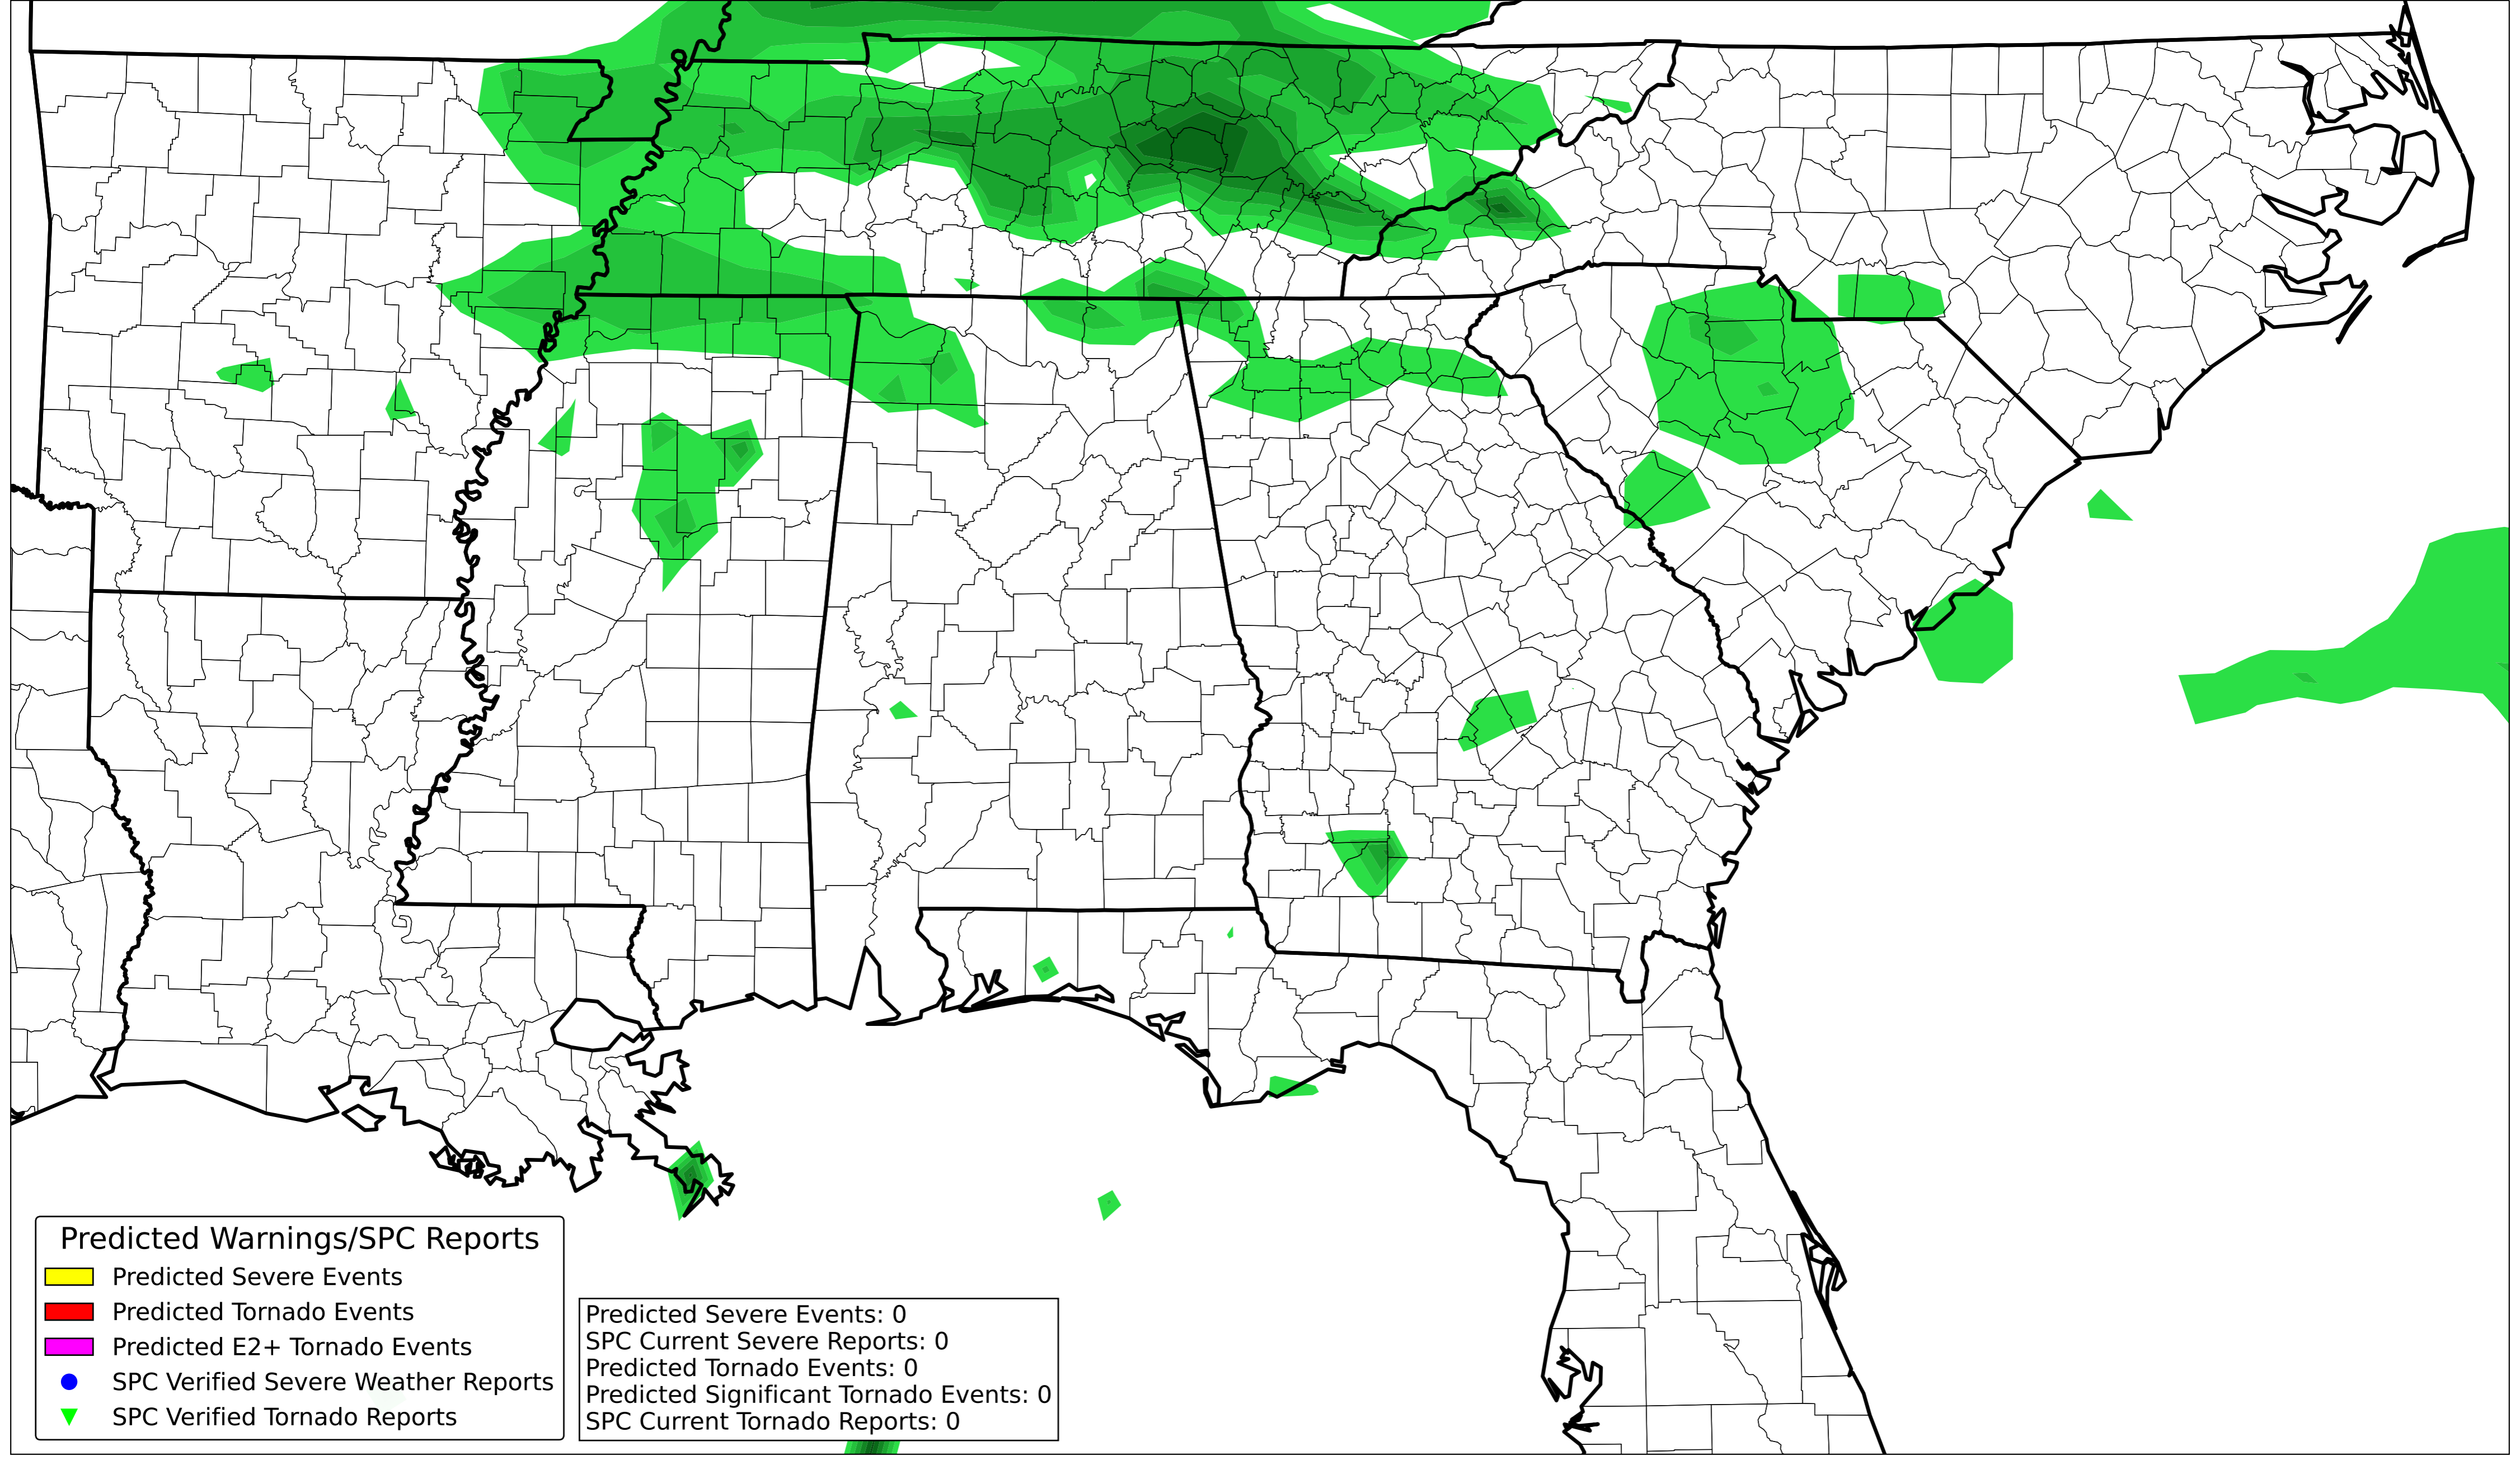 Predicted Warnings/SPC Reports
Predicted Severe Events
Predicted Tornado Events
Predicted E2+ Tornado Events
SPC Verified Severe Weather Reports
SPC Verified Tornado Reports
Predicted Severe Events: 0
SPC Current Severe Reports: 0
Predicted Tornado Events: 0
Predicted Significant Tornado Events: 0
SPC Current Tornado Reports: 0